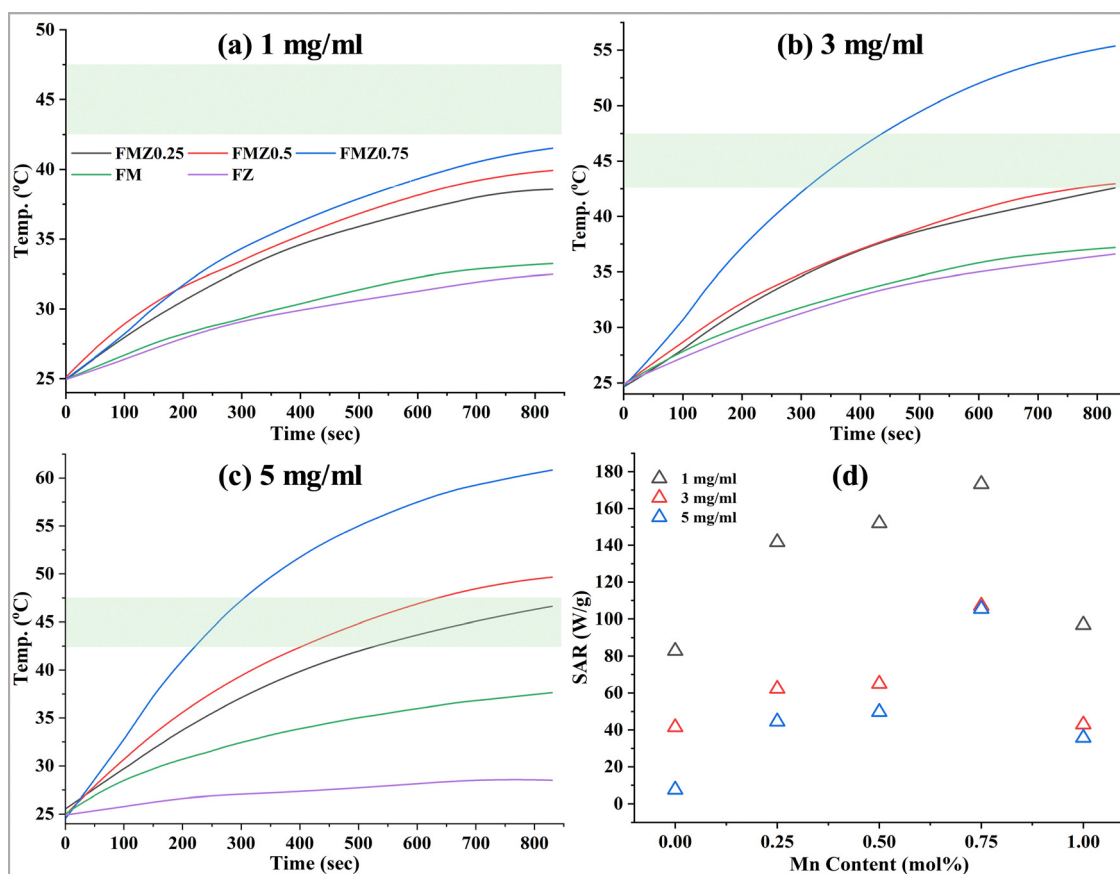 (a) 1 mg/ml
50
45
40
35
30
25
Temp. (ºC)
FMZ0.25 FMZ0.5 FMZ0.75
FM FZ
0 100 200 300 400 500 600 700 800
Time (sec)
(b) 3 mg/ml
55
50
45
40
35
30
25
Temp. (ºC)
0 100 200 300 400 500 600 700 800
Time (sec)
(c) 5 mg/ml
60
55
50
45
40
35
30
25
Temp. (ºC)
0 100 200 300 400 500 600 700 800
Time (sec)
(d)
1 mg/ml
3 mg/ml
5 mg/ml
180
160
140
120
100
80
60
40
20
0
SAR (W/g)
0.00 0.25 0.50 0.75 1.00
Mn Content (mol%)